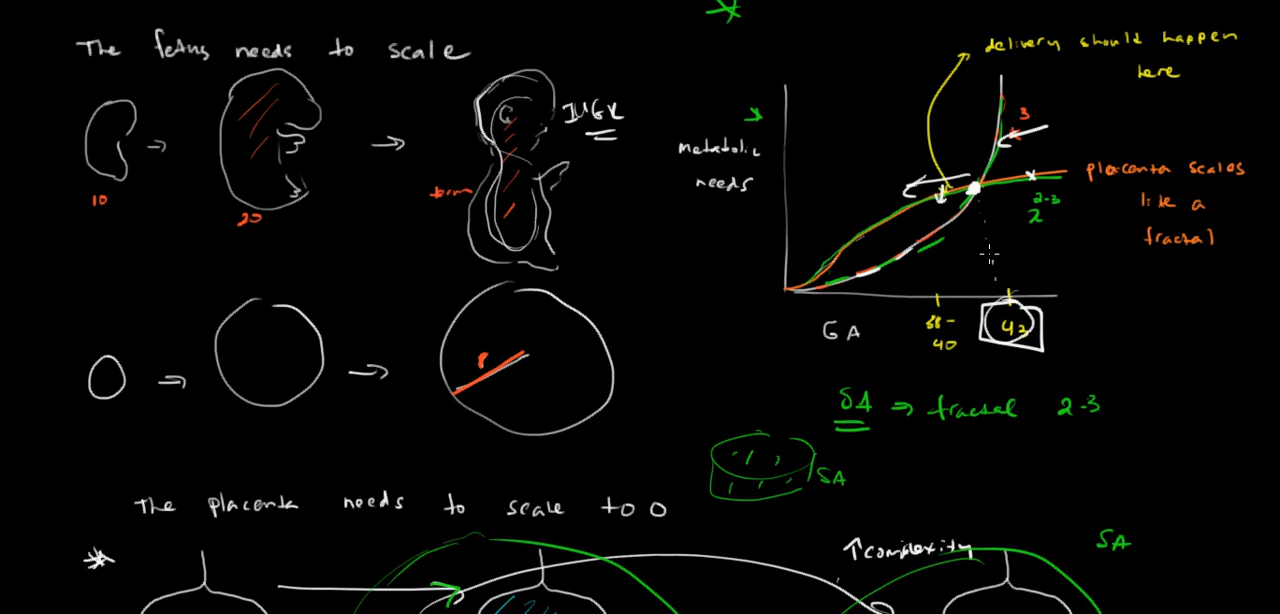 The fetus needs to scale
10
20
term
IUGR
r
delivery should happen
here
metabolic
needs
3
placenta scales
like a
fractal
2-3
2
GA
38-
40
42
SA => fractal 2-3
SA
The placenta needs to scale too
↑complexity
SA